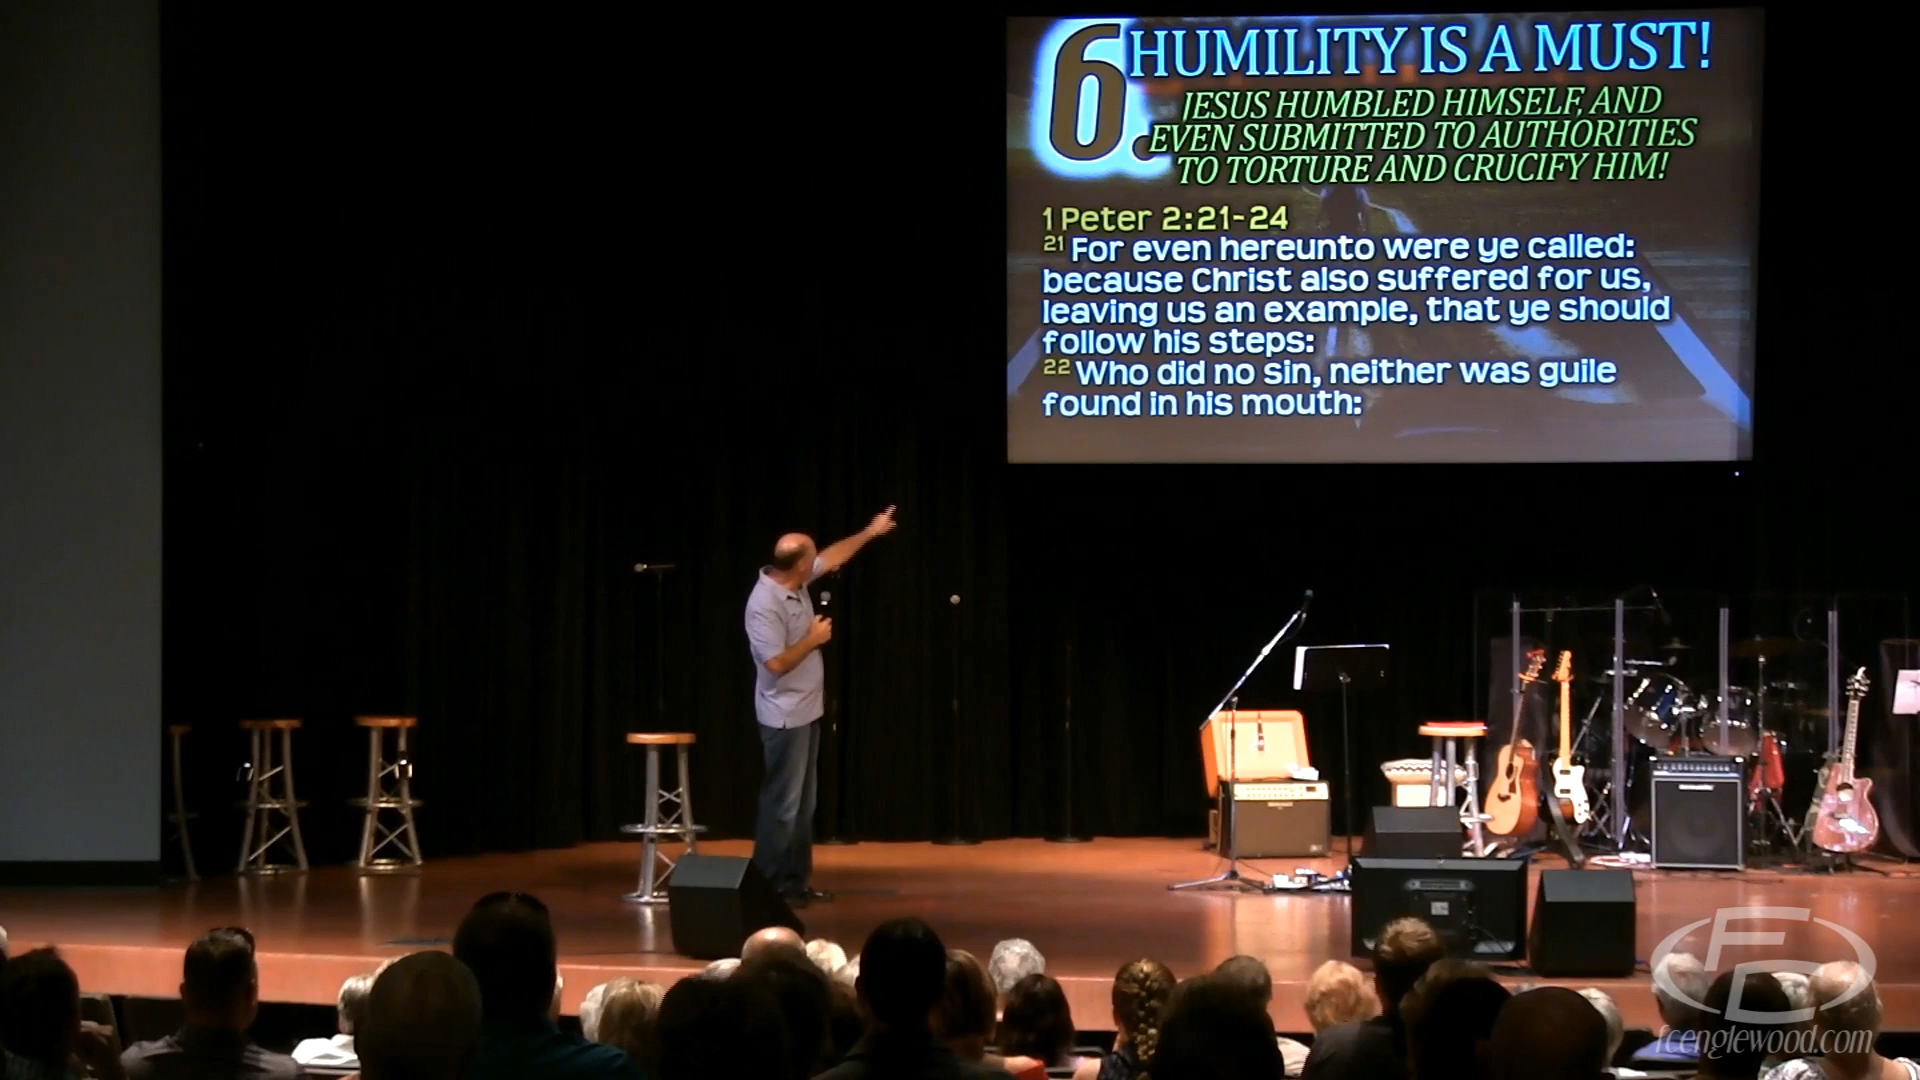 6. HUMILITY IS A MUST!
JESUS HUMBLED HIMSELF, AND
EVEN SUBMITTED TO AUTHORITIES
TO TORTURE AND CRUCIFY HIM!
1 Peter 2:21-24
21 For even hereunto were ye called:
because Christ also suffered for us,
leaving us an example, that ye should
follow his steps:
22 Who did no sin, neither was guile
found in his mouth:
FC
fcenglewood.com